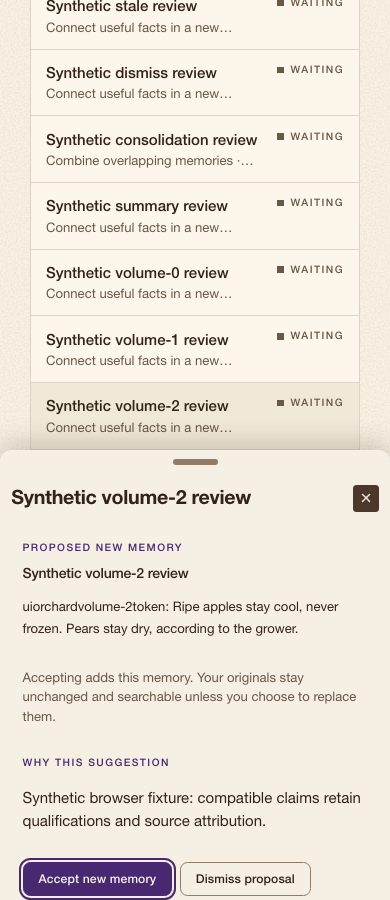 Synthetic stale review
WAITING
Connect useful facts in a new…
Synthetic dismiss review
WAITING
Connect useful facts in a new…
Synthetic consolidation review
WAITING
Combine overlapping memories ·…
Synthetic summary review
WAITING
Connect useful facts in a new…
Synthetic volume-0 review
WAITING
Connect useful facts in a new…
Synthetic volume-1 review
WAITING
Connect useful facts in a new…
Synthetic volume-2 review
WAITING
Connect useful facts in a new…
Synthetic volume-2 review
PROPOSED NEW MEMORY
Synthetic volume-2 review
uiorchardvolume-2token: Ripe apples stay cool, never
frozen. Pears stay dry, according to the grower.
Accepting adds this memory. Your originals stay
unchanged and searchable unless you choose to replace
them.
WHY THIS SUGGESTION
Synthetic browser fixture: compatible claims retain
qualifications and source attribution.
Accept new memory
Dismiss proposal